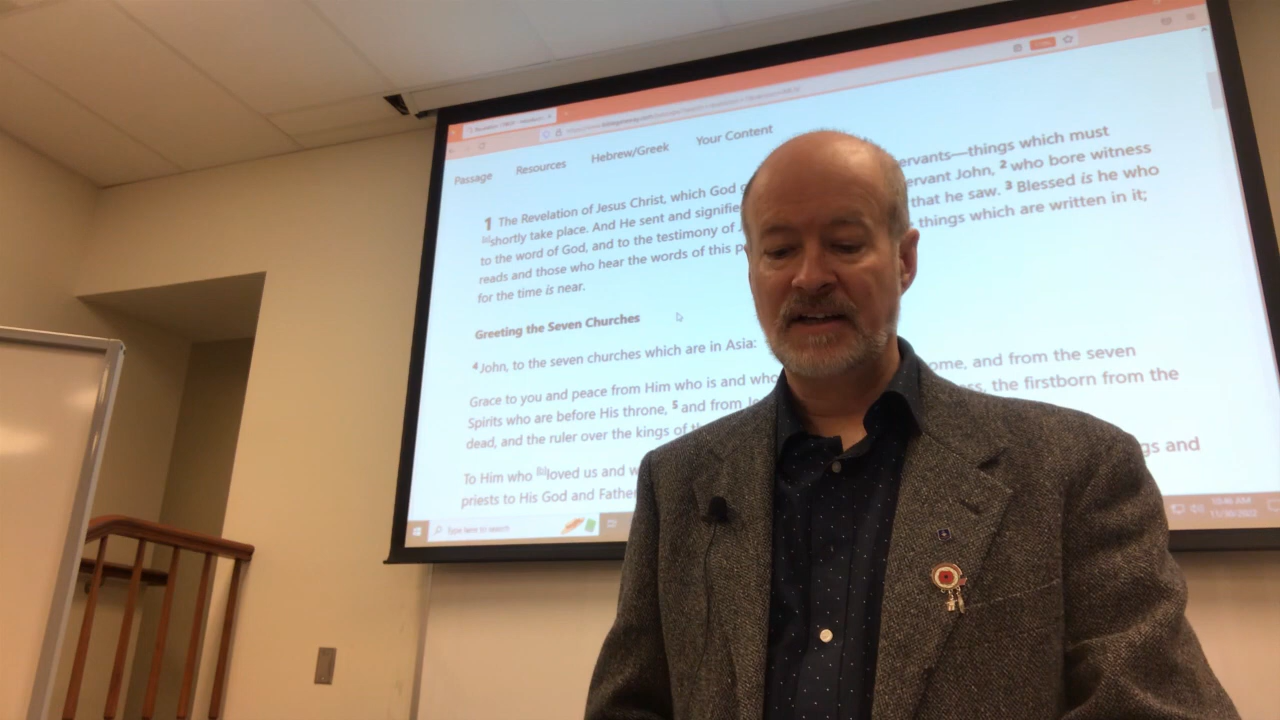 Passage
Resources
Hebrew/Greek
Your Content
1 The Revelation of Jesus Christ, which God ervants—things which must
[a]shortly take place. And He sent and signifie ervant John, 2 who bore witness
to the word of God, and to the testimony of that he saw. 3 Blessed is he who
reads and those who hear the words of this things which are written in it;
for the time is near.
Greeting the Seven Churches
4 John, to the seven churches which are in Asia:
Grace to you and peace from Him who is and who ome, and from the seven
Spirits who are before His throne, 5 and from the firstborn from the
dead, and the ruler over the kings of
To Him who [b]loved us and gs and
priests to His God and Father
Type here to search
10:46 AM
11/10/2022